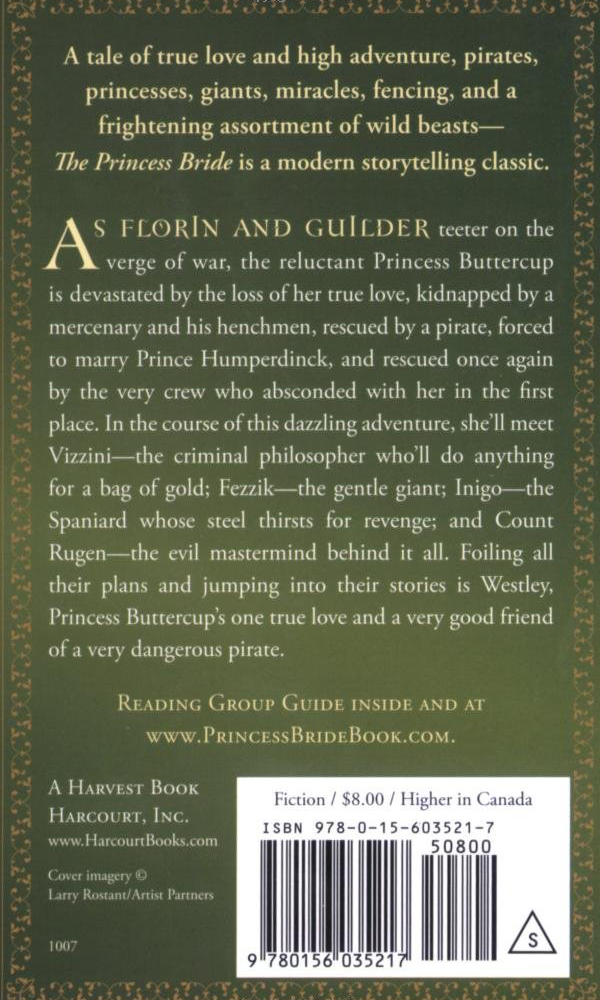 A tale of true love and high adventure, pirates,
princesses, giants, miracles, fencing, and a
frightening assortment of wild beasts—
The Princess Bride is a modern storytelling classic.
AS FLORIN AND GUILDER teeter on the
verge of war, the reluctant Princess Buttercup
is devastated by the loss of her true love, kidnapped by a
mercenary and his henchmen, rescued by a pirate, forced
to marry Prince Humperdinck, and rescued once again
by the very crew who absconded with her in the first
place. In the course of this dazzling adventure, she'll meet
Vizzini—the criminal philosopher who'll do anything
for a bag of gold; Fezzik—the gentle giant; Inigo—the
Spaniard whose steel thirsts for revenge; and Count
Rugen—the evil mastermind behind it all. Foiling all
their plans and jumping into their stories is Westley,
Princess Buttercup's one true love and a very good friend
of a very dangerous pirate.
READING GROUP GUIDE INSIDE AND AT
WWW.PRINCESSBRIDEBOOK.COM.
A HARVEST BOOK
HARCOURT, INC.
www.HarcourtBooks.com
Cover imagery ©
Larry Rostant/Artist Partners
1007
Fiction / $8.00 / Higher in Canada
ISBN 978-0-15-603521-7
50800
9 780156 035217
S